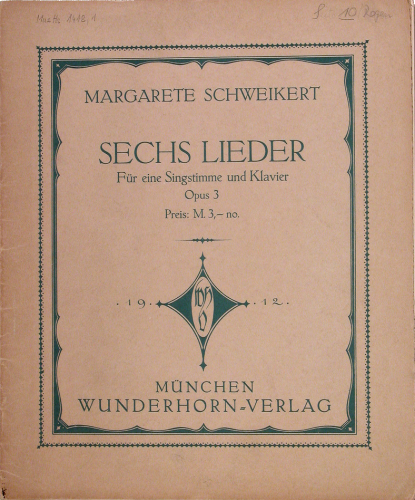 MARGARETE SCHWEIKERT
SECHS LIEDER
Für eine Singstimme und Klavier
Opus 3
Preis: M. 3,– no.
· 19 12 ·
MÜNCHEN
WUNDERHORN=VERLAG